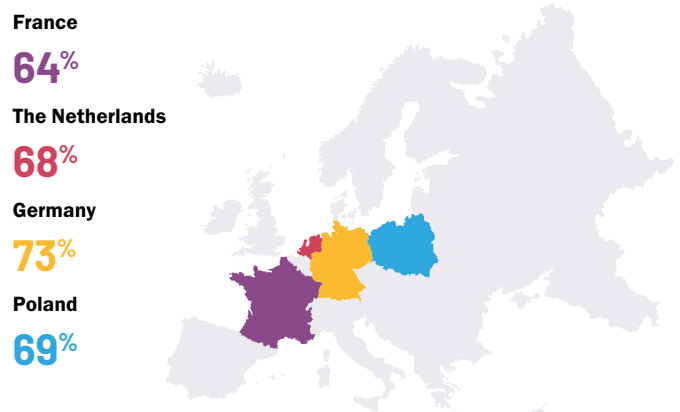 France
64%
The Netherlands
68%
Germany
73%
Poland
69%